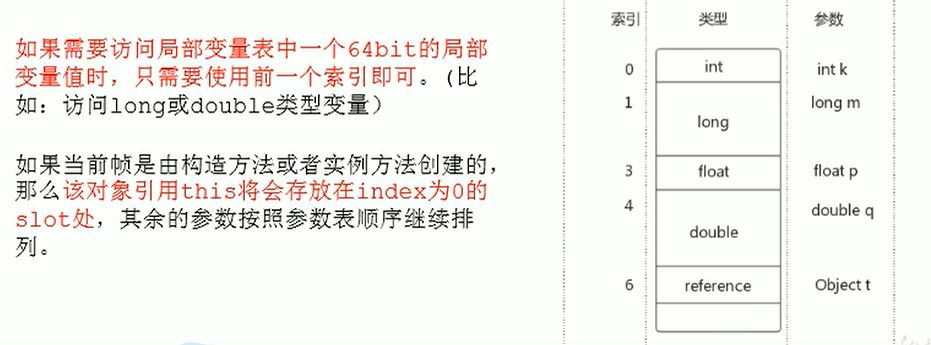 如果需要访问局部变量表中一个64bit的局部
变量值时，只需要使用前一个索引即可。(比
如：访问long或double类型变量）
如果当前帧是由构造方法或者实例方法创建的，
那么该对象引用this将会存放在index为0的
slot处，其余的参数按照参数表顺序继续排
列。
索引 类型 参数
0 int int k
1 long long m
3 float float p
4 double double q
6 reference Object t